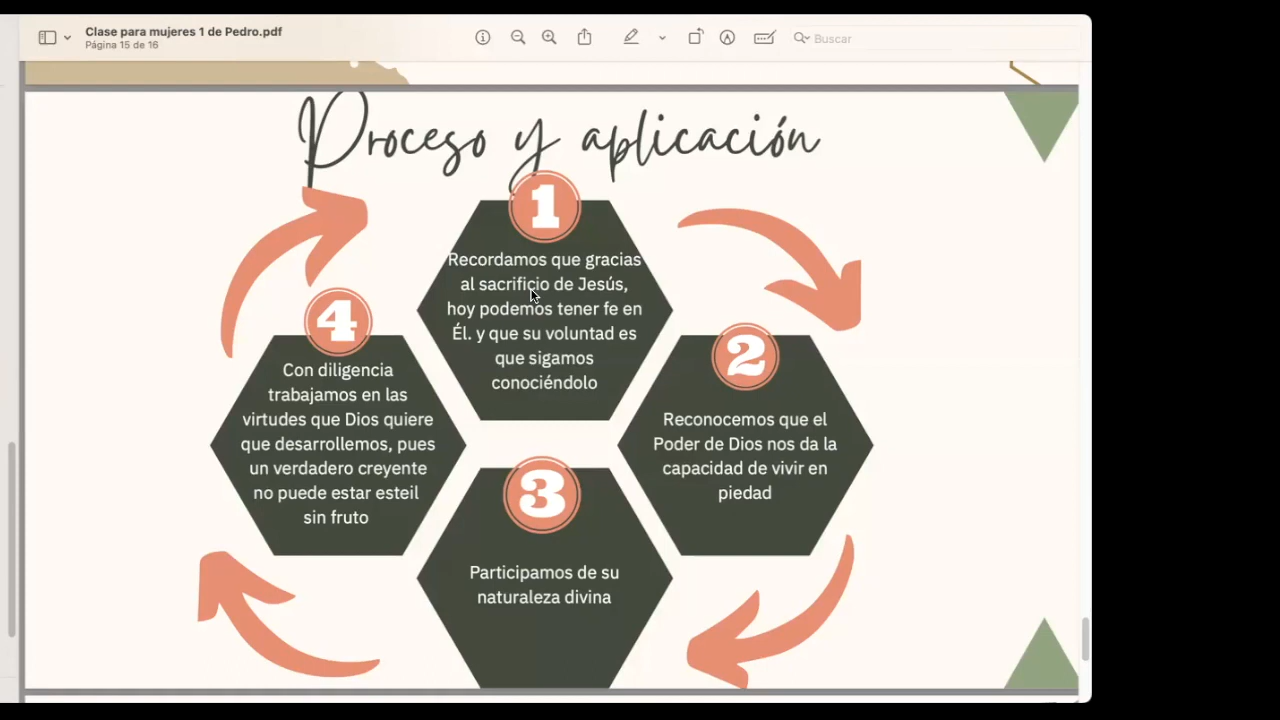 Clase para mujeres 1 de Pedro.pdf
Página 15 de 16
Buscar
Proceso y aplicación
1
Recordamos que gracias
al sacrificio de Jesús,
hoy podemos tener fe en
Él. y que su voluntad es
que sigamos
conociéndolo
2
Reconocemos que el
Poder de Dios nos da la
capacidad de vivir en
piedad
3
Participamos de su
naturaleza divina
4
Con diligencia
trabajamos en las
virtudes que Dios quiere
que desarrollemos, pues
un verdadero creyente
no puede estar esteil
sin fruto